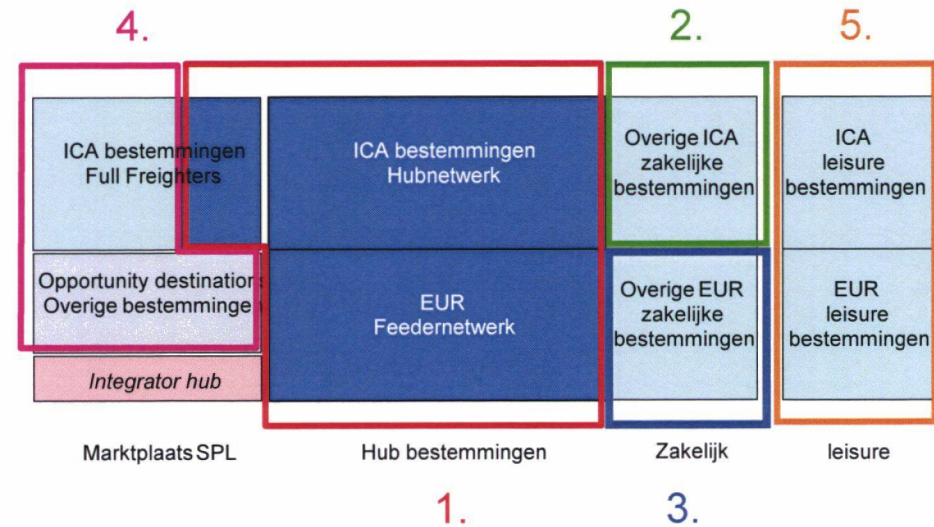 4.
2.
5.
ICA bestemmingen
Full Freighters
ICA bestemmingen
Hubnetwerk
Overige ICA
zakelijke
bestemmingen
ICA
leisure
bestemmingen
Opportunity destinations
Overige bestemmingen
EUR
Feedernetwerk
Overige EUR
zakelijke
bestemmingen
EUR
leisure
bestemmingen
Integrator hub
Marktplaats SPL
Hub bestemmingen
Zakelijk
leisure
1.
3.